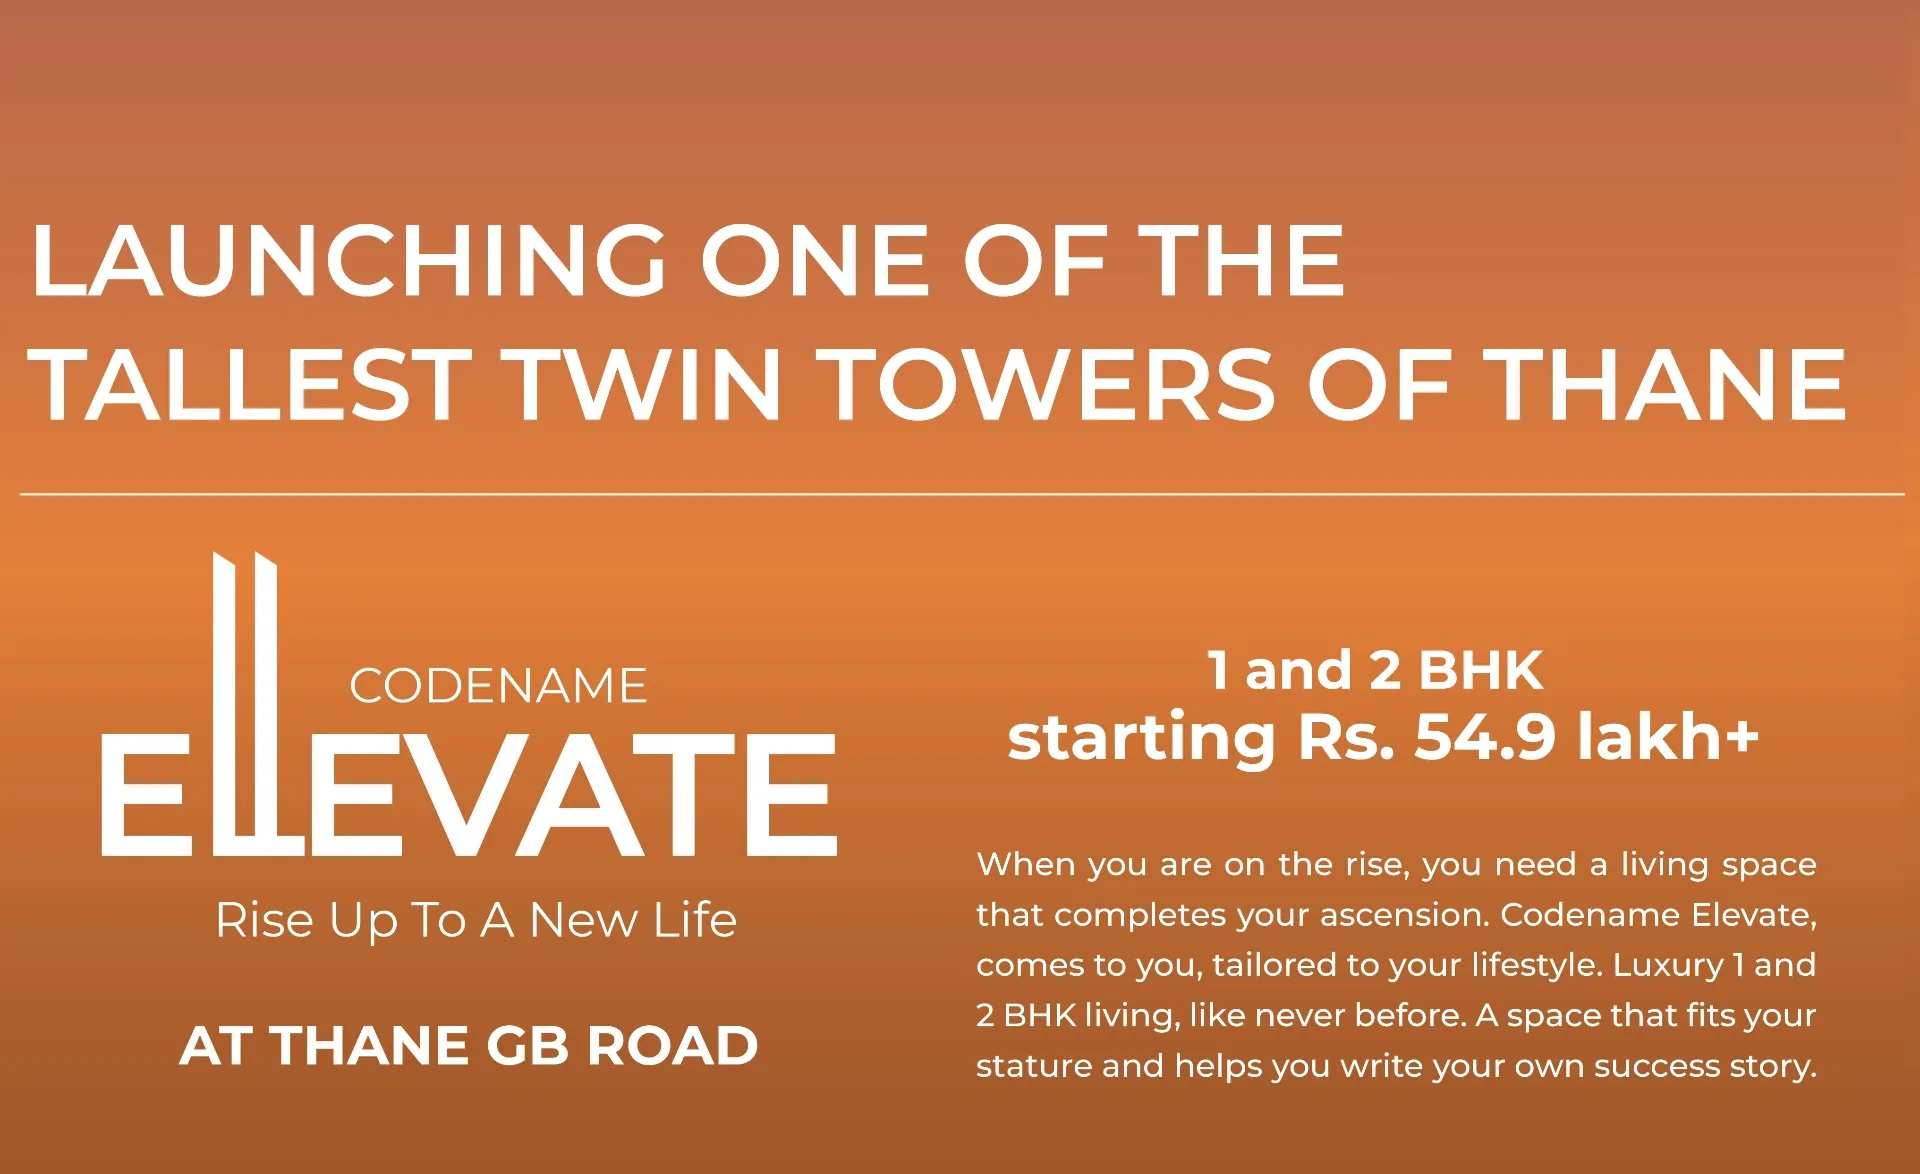 LAUNCHING ONE OF THE
TALLEST TWIN TOWERS OF THANE
CODENAME
ELEVATE
Rise Up To A New Life
AT THANE GB ROAD
1 and 2 BHK
starting Rs. 54.9 lakh+
When you are on the rise, you need a living space
that completes your ascension. Codename Elevate,
comes to you, tailored to your lifestyle. Luxury 1 and
2 BHK living, like never before. A space that fits your
stature and helps you write your own success story.